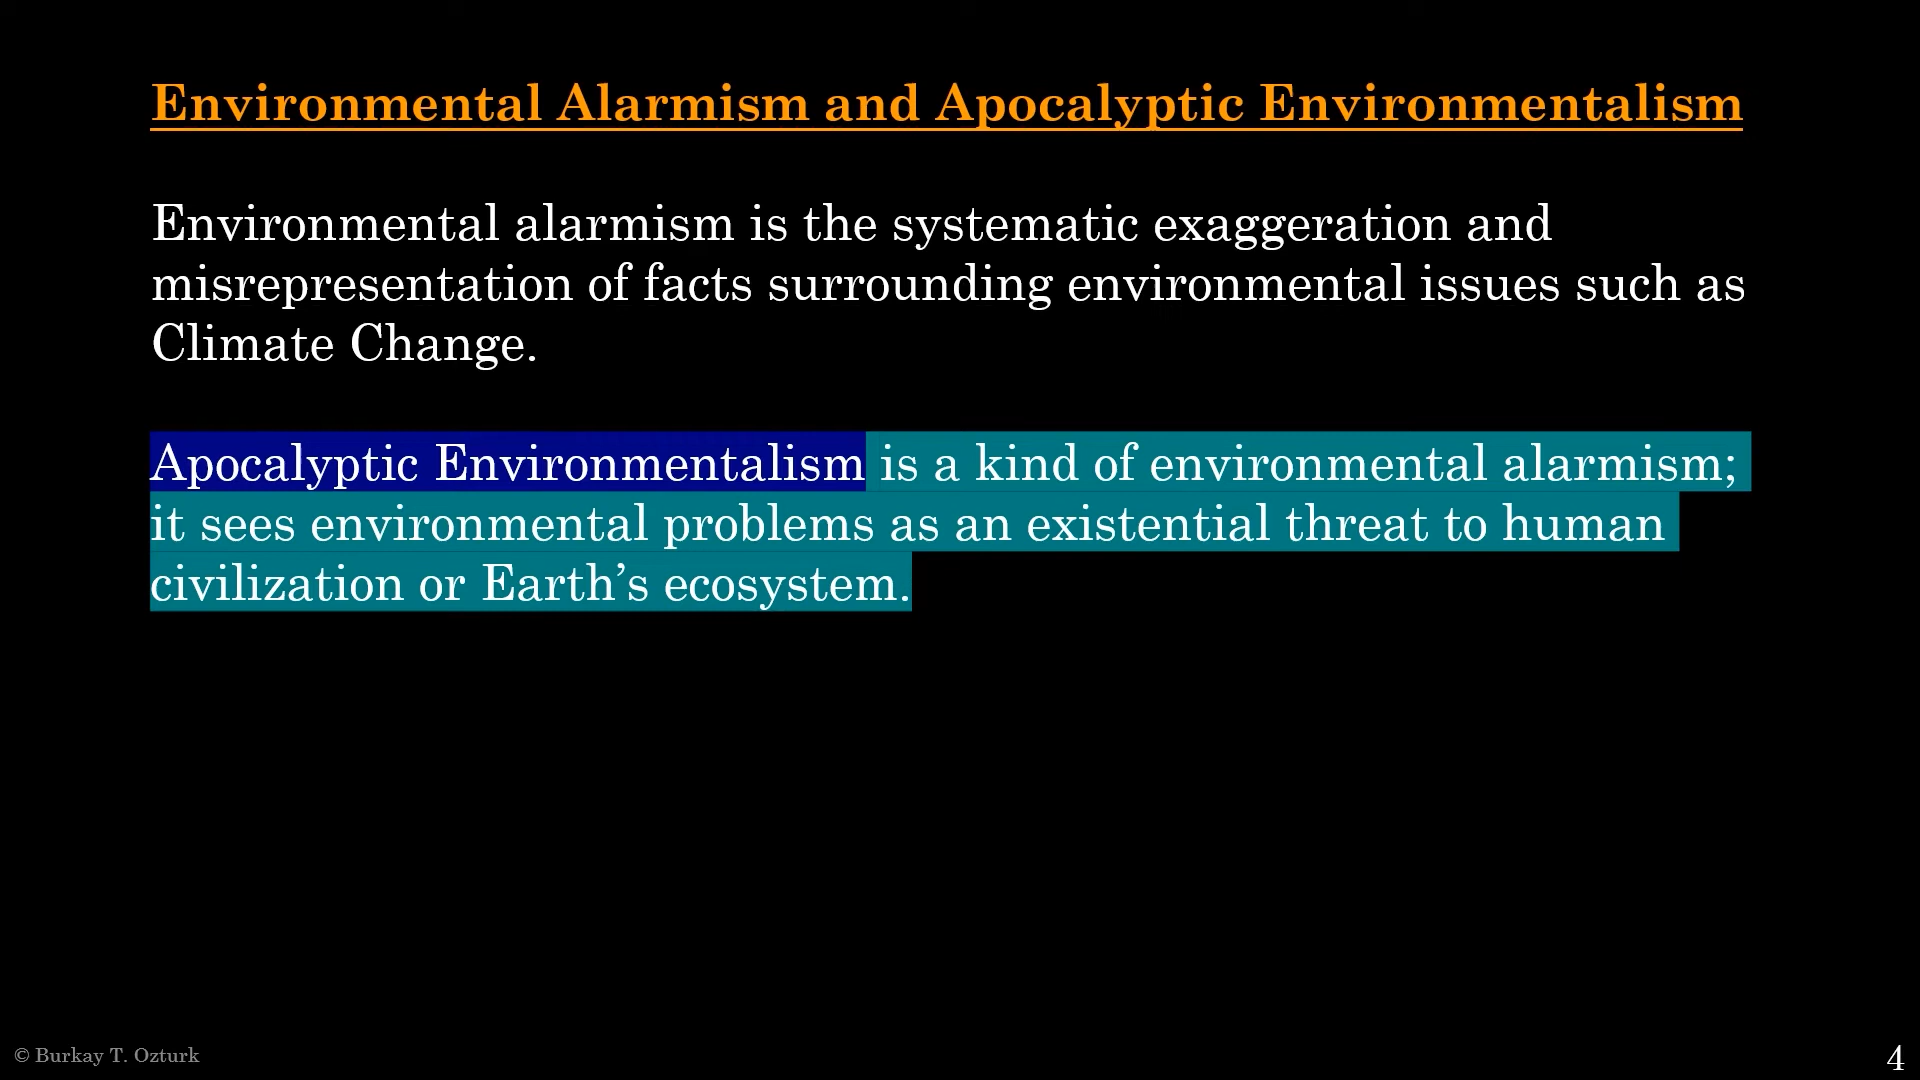 Environmental Alarmism and Apocalyptic Environmentalism
Environmental alarmism is the systematic exaggeration and
misrepresentation of facts surrounding environmental issues such as
Climate Change.
Apocalyptic Environmentalism is a kind of environmental alarmism;
it sees environmental problems as an existential threat to human
civilization or Earth’s ecosystem.
© Burkay T. Ozturk
4